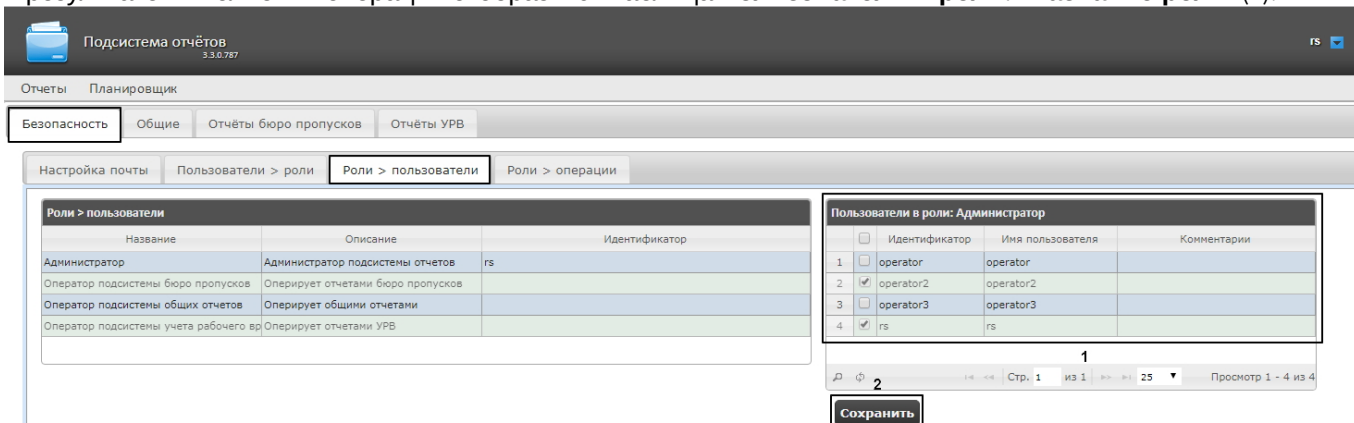 Подсистема отчётов
3.3.0.787
rs
Отчеты Планировщик
Безопасность Общие Отчёты бюро пропусков Отчёты УРВ
Настройка почты Пользователи > роли Роли > пользователи Роли > операции
Роли > пользователи
Название Описание Идентификатор
Администратор Администратор подсистемы отчетов rs
Оператор подсистемы бюро пропусков Оперирует отчетами бюро пропусков
Оператор подсистемы общих отчетов Оперирует общими отчетами
Оператор подсистемы учета рабочего вр Оперирует отчетами УРВ
Пользователи в роли: Администратор
Идентификатор Имя пользователя Комментарии
1 operator operator
2 operator2 operator2
3 operator3 operator3
4 rs rs
1
Стр. 1 из 1 25 Просмотр 1 - 4 из 4
2
Сохранить